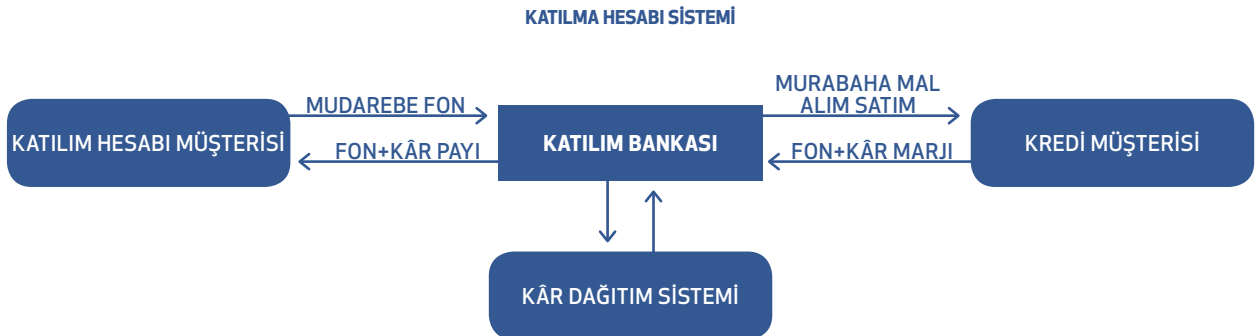 KATILMA HESABI SİSTEMİ
MUDAREBE FON
MURABAHA MAL
ALIM SATIM
KATILIM HESABI MÜŞTERİSİ
KATILIM BANKASI
KREDİ MÜŞTERİSİ
FON+KÂR PAYI
FON+KÂR MARJI
KÂR DAĞITIM SİSTEMİ